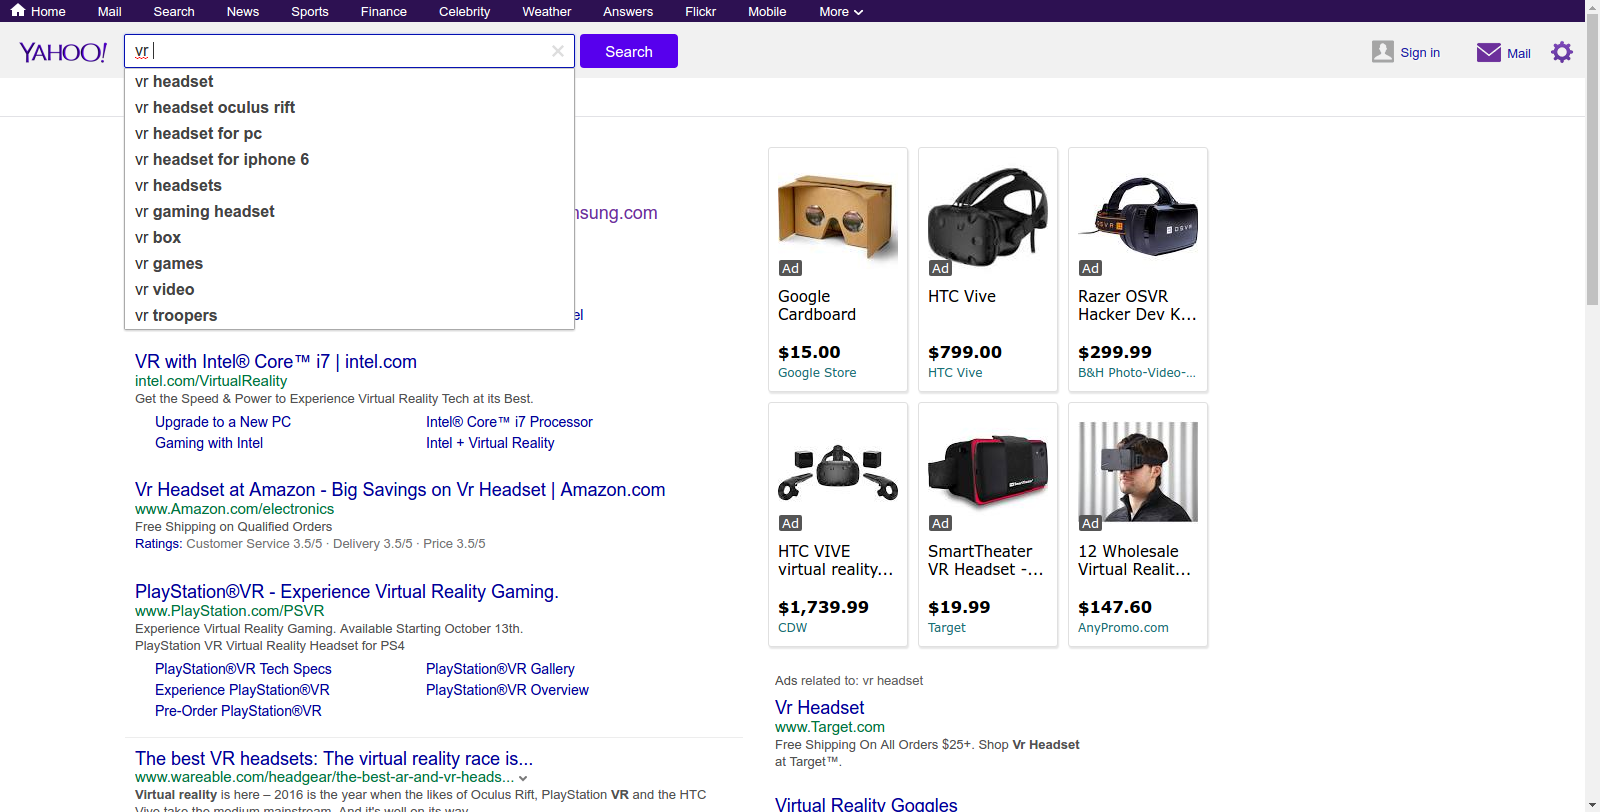 Home Mail Search News Sports Finance Celebrity Weather Answers Flickr Mobile More
YAHOO!
vr
Search
Sign in
Mail
vr headset
vr headset oculus rift
vr headset for pc
vr headset for iphone 6
vr headsets
vr gaming headset
vr box
vr games
vr video
vr troopers
VR with Intel® Core™ i7 | intel.com
intel.com/VirtualReality
Get the Speed & Power to Experience Virtual Reality Tech at its Best.
Upgrade to a New PC
Intel® Core™ i7 Processor
Gaming with Intel
Intel + Virtual Reality
Vr Headset at Amazon - Big Savings on Vr Headset | Amazon.com
www.Amazon.com/electronics
Free Shipping on Qualified Orders
Ratings: Customer Service 3.5/5 · Delivery 3.5/5 · Price 3.5/5
PlayStation®VR - Experience Virtual Reality Gaming.
www.PlayStation.com/PSVR
Experience Virtual Reality Gaming. Available Starting October 13th.
PlayStation VR Virtual Reality Headset for PS4
PlayStation®VR Tech Specs
PlayStation®VR Gallery
Experience PlayStation®VR
PlayStation®VR Overview
Pre-Order PlayStation®VR
The best VR headsets: The virtual reality race is...
www.wareable.com/headgear/the-best-ar-and-vr-heads...
Virtual reality is here – 2016 is the year when the likes of Oculus Rift, PlayStation VR and the HTC
Vive take the medium mainstream. And it's well on its way
Ad
Google
Cardboard
$15.00
Google Store
Ad
HTC Vive
$799.00
HTC Vive
OSVR
Ad
Razer OSVR
Hacker Dev K...
$299.99
B&H Photo-Video-...
Ad
HTC VIVE
virtual reality...
$1,739.99
CDW
SmartTheater
Ad
SmartTheater
VR Headset -...
$19.99
Target
Ad
12 Wholesale
Virtual Realit...
$147.60
AnyPromo.com
Ads related to: vr headset
Vr Headset
www.Target.com
Free Shipping On All Orders $25+. Shop Vr Headset
at Target™.
Virtual Reality Goggles